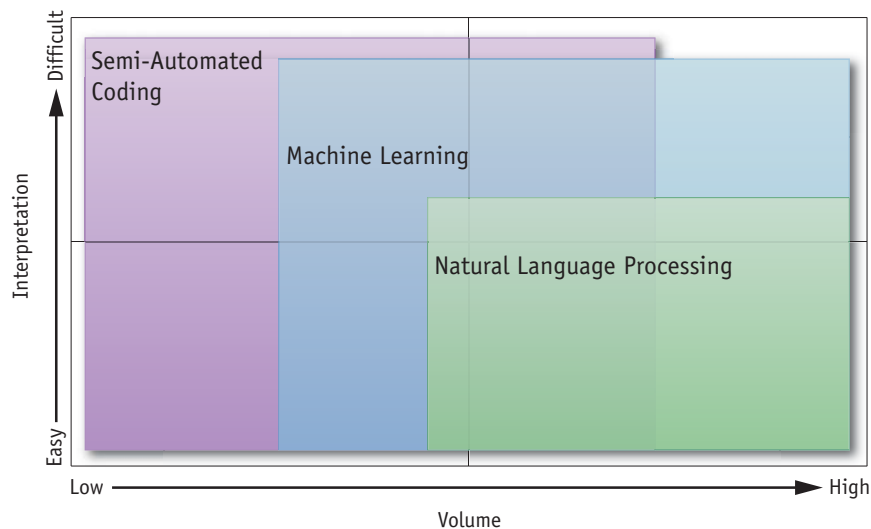 Difficult
Semi-Automated
Coding
Machine Learning
Interpretation
Natural Language Processing
Easy
Low
High
Volume